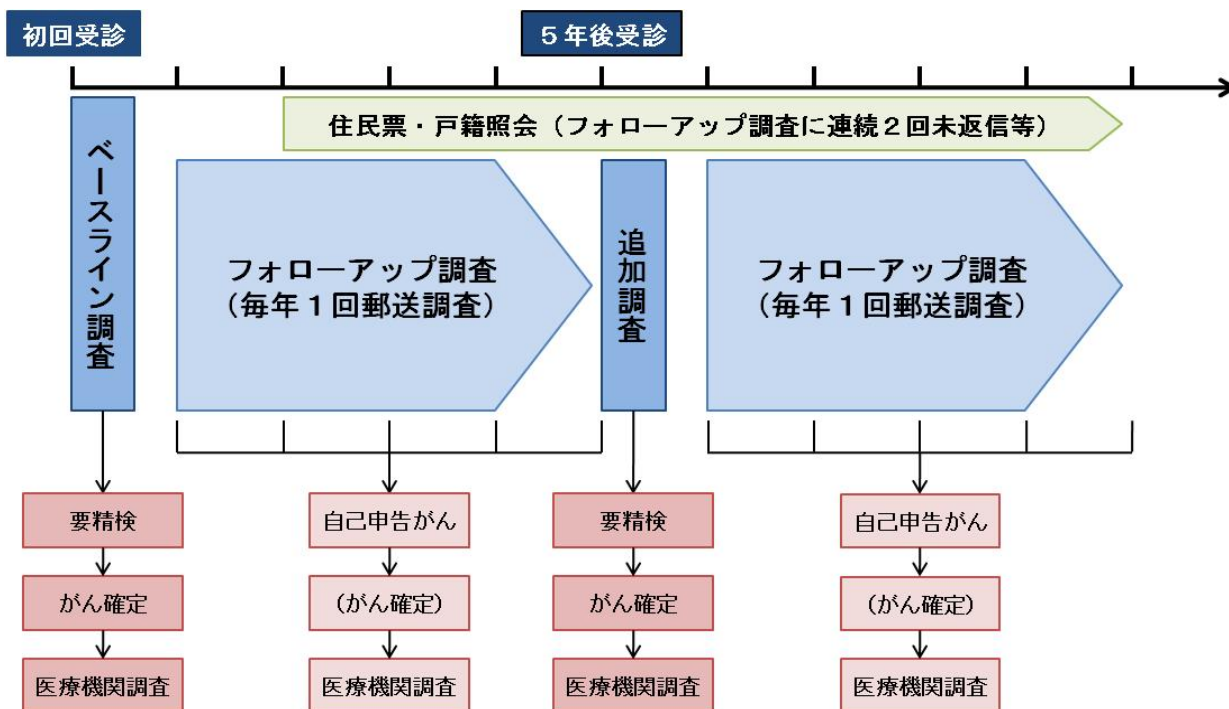 初回受診
５年後受診
住民票・戸籍照会（フォローアップ調査に連続２回未返信等）
ベースライン調査
フォローアップ調査
（毎年１回郵送調査）
追加調査
フォローアップ調査
（毎年１回郵送調査）
要精検
がん確定
医療機関調査
自己申告がん
（がん確定）
医療機関調査
要精検
がん確定
医療機関調査
自己申告がん
（がん確定）
医療機関調査